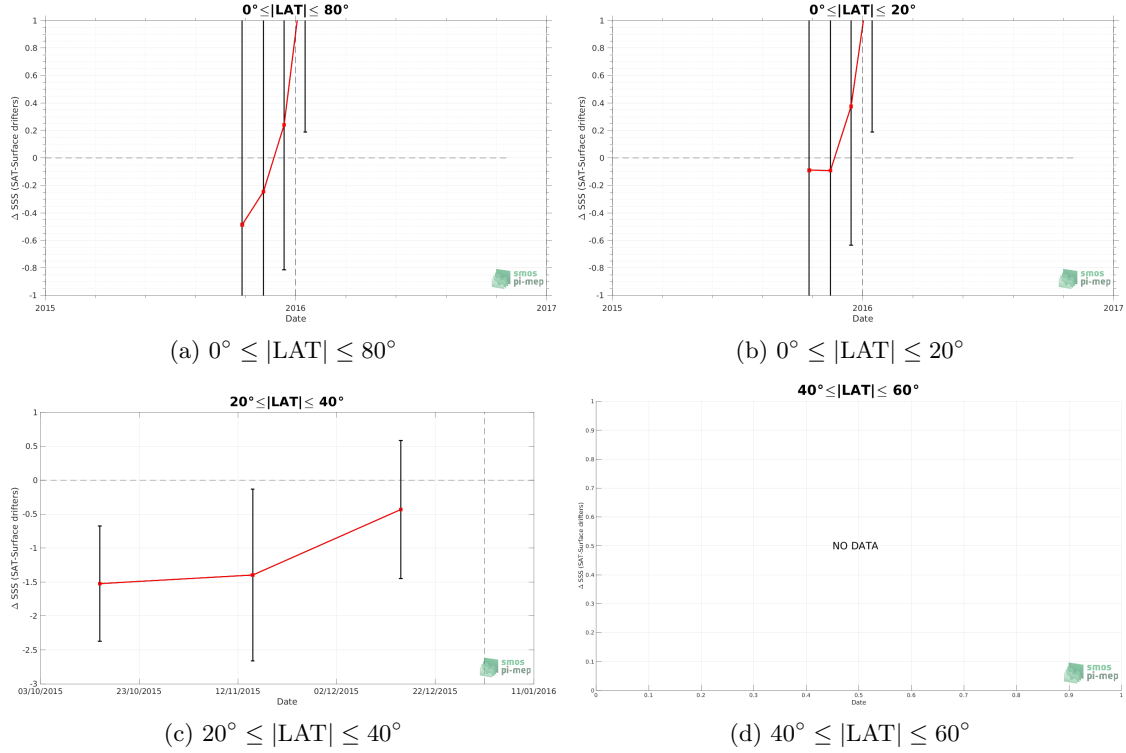 0°≤|LAT|≤ 80°
Δ SSS (SAT-Surface drifters)
1
0.8
0.6
0.4
0.2
0
-0.2
-0.4
-0.6
-0.8
-1
2015
2016
2017
Date
smos
pi-mep
(a) 0° ≤ |LAT| ≤ 80°
0°≤|LAT|≤ 20°
Δ SSS (SAT-Surface drifters)
1
0.8
0.6
0.4
0.2
0
-0.2
-0.4
-0.6
-0.8
-1
2015
2016
2017
Date
smos
pi-mep
(b) 0° ≤ |LAT| ≤ 20°
20°≤|LAT|≤ 40°
Δ SSS (SAT-Surface drifters)
1
0.5
0
-0.5
-1
-1.5
-2
-2.5
-3
03/10/2015
23/10/2015
12/11/2015
02/12/2015
22/12/2015
11/01/2016
Date
smos
pi-mep
(c) 20° ≤ |LAT| ≤ 40°
40°≤|LAT|≤ 60°
Δ SSS (SAT-Surface drifters)
1
0.9
0.8
0.7
0.6
0.5
0.4
0.3
0.2
0.1
0
NO DATA
0
0.1
0.2
0.3
0.4
0.5
0.6
0.7
0.8
0.9
1
Date
smos
pi-mep
(d) 40° ≤ |LAT| ≤ 60°